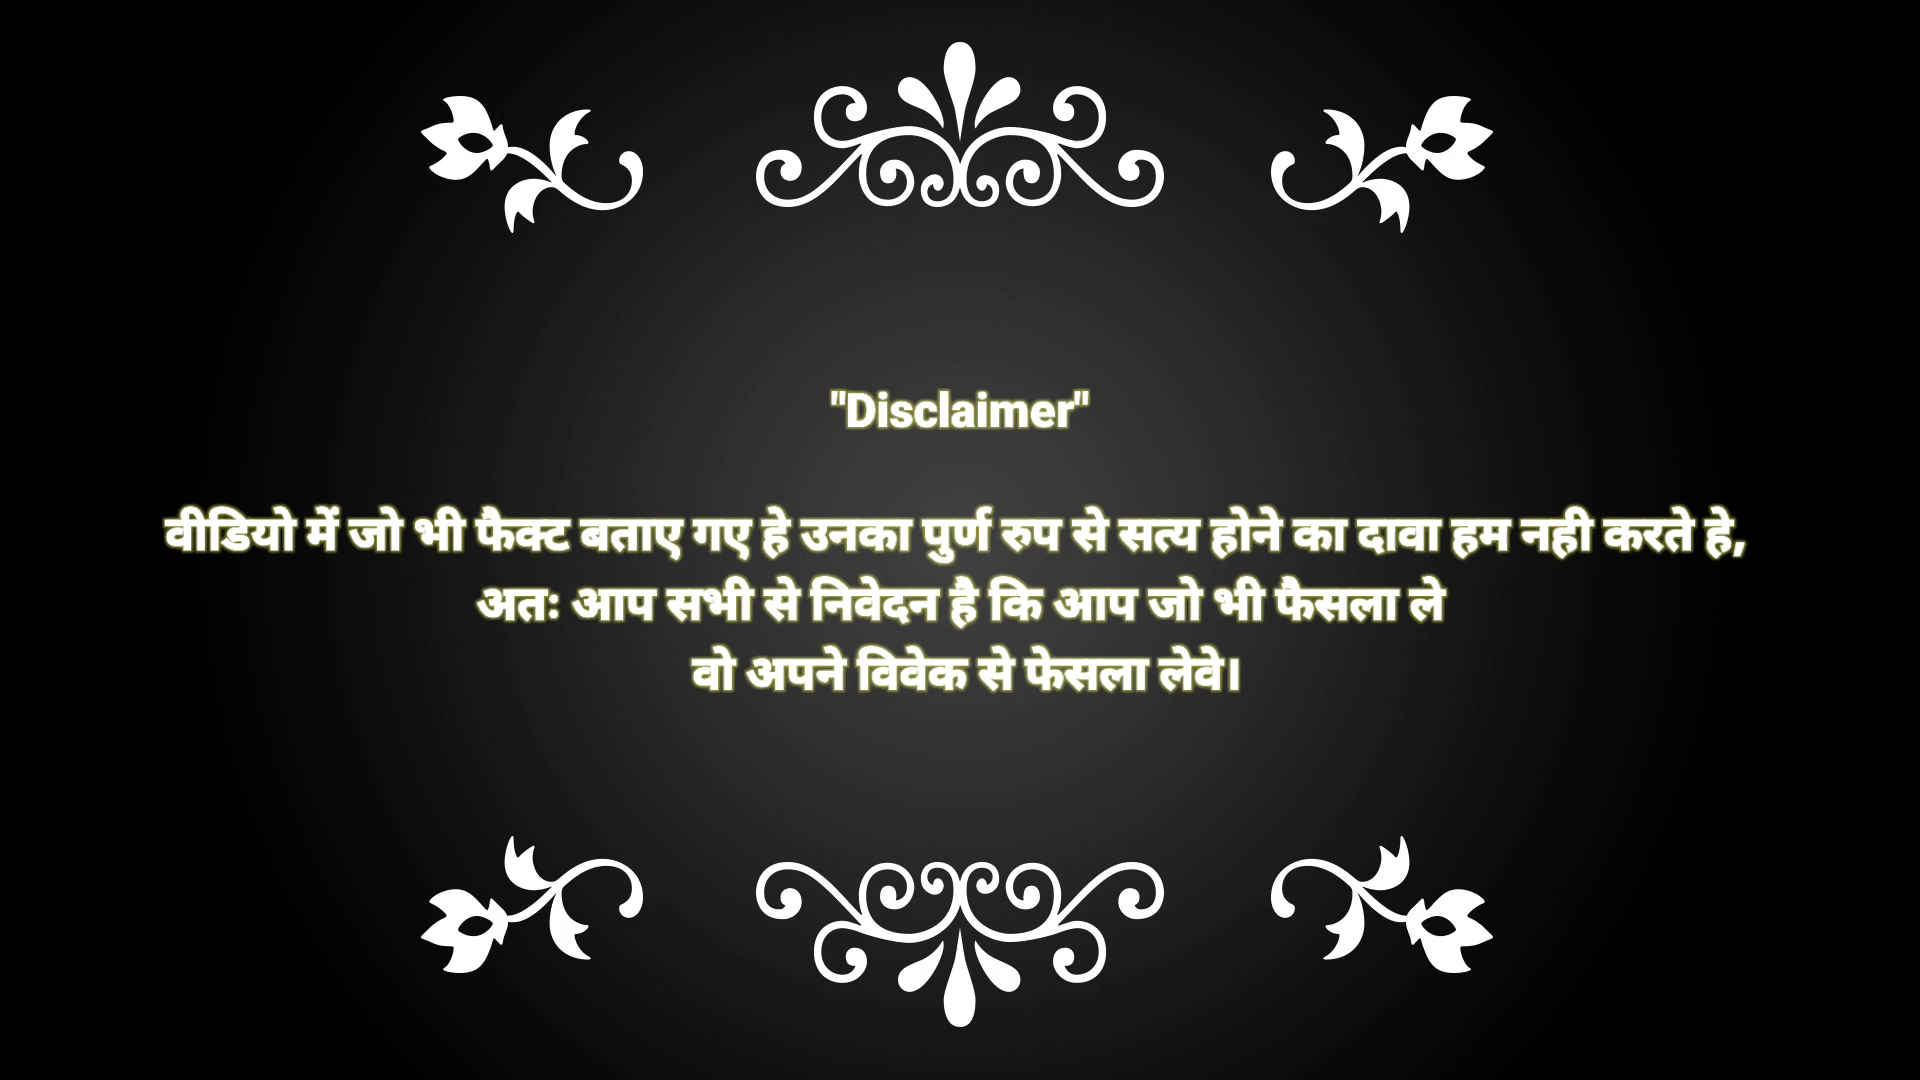 "Disclaimer"
वीडियो में जो भी फैक्ट बताए गए हे उनका पुर्ण रुप से सत्य होने का दावा हम नही करते हे,
अतः आप सभी से निवेदन है कि आप जो भी फैसला ले
वो अपने विवेक से फेसला लेवे।